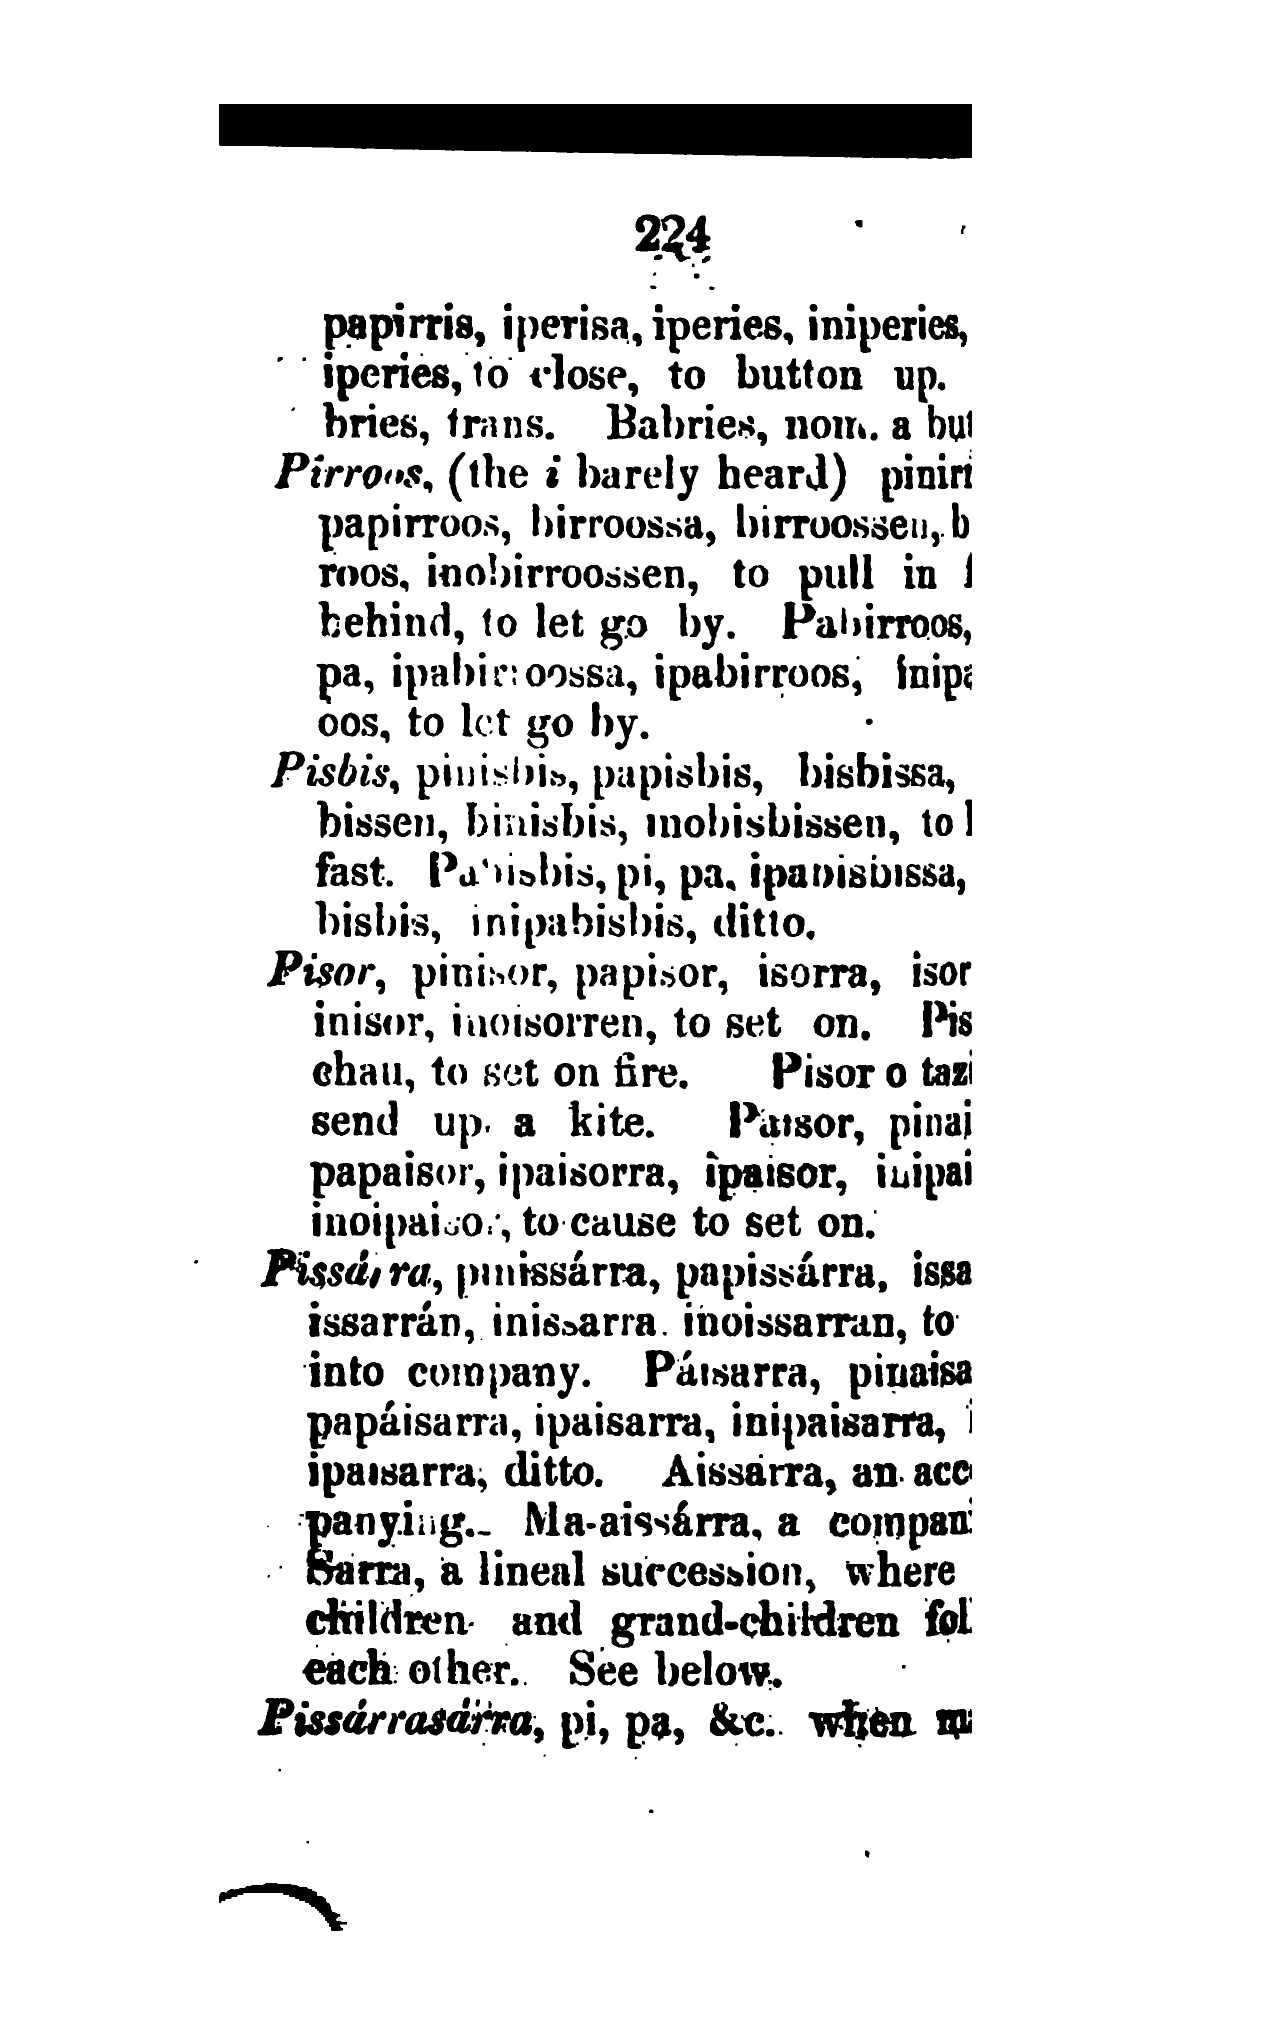 224
papirris, iperisa, iperies, iniperies,
iperies, to close, to button up.
bries, trans. Babries, nom. a but
Pirroos, (the i barely heard) pinirr
papirroos, birroossa, birroossen, b
roos, inobirroossen, to pull in
behind, to let go by. Pabirroos,
pa, ipabirroossa, ipabirroos, inipa
oos, to let go by.
Pisbis, pinisbis, papisbis, bisbissa,
bissen, binisbis, inobisbissen, to
fast. Pabisbis, pi, pa, ipabisbissa,
bisbis, inipabisbis, ditto.
Pisor, pinisor, papisor, isorra, isor
inisor, inoisorren, to set on. Pis
chau, to set on fire. Pisor o tazi
send up a kite. Paisor, pinai
papaisor, ipaisorra, ipaisor, inipai
inoipaisor, to cause to set on.
Pissárra, pinissárra, papissárra, issa
issarrán, inissarra. inoissarran, to
into company. Páisarra, pinaisa
papáisarra, ipaisarra, inipaisarra, i
ipaisarra, ditto. Aissarra, an acc
panying. Ma-aissárra, a compan
Sarra, a lineal succession, where
children and grand-children fol
each other. See below.
Pissárrasárra, pi, pa, &c. when m